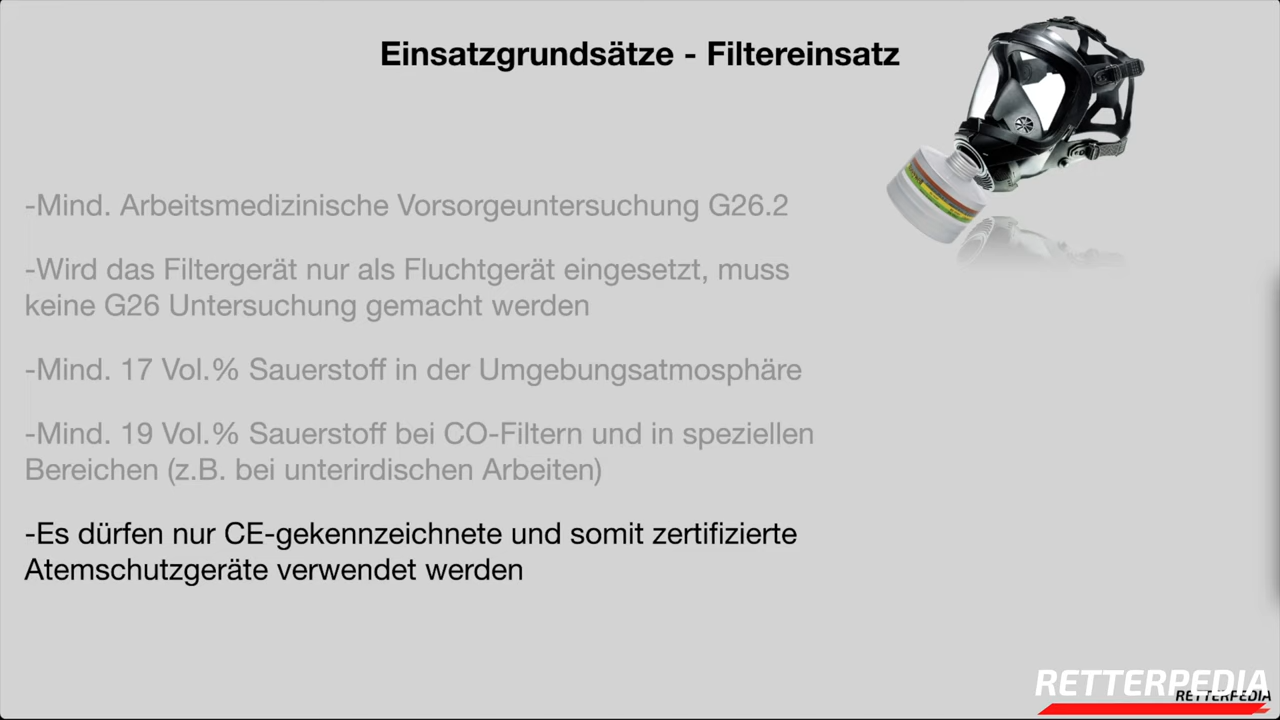 Einsatzgrundsätze - Filtereinsatz
-Mind. Arbeitsmedizinische Vorsorgeuntersuchung G26.2
-Wird das Filtergerät nur als Fluchtgerät eingesetzt, muss
keine G26 Untersuchung gemacht werden
-Mind. 17 Vol.% Sauerstoff in der Umgebungsatmosphäre
-Mind. 19 Vol.% Sauerstoff bei CO-Filtern und in speziellen
Bereichen (z.B. bei unterirdischen Arbeiten)
-Es dürfen nur CE-gekennzeichnete und somit zertifizierte
Atemschutzgeräte verwendet werden
RETTERPEDIA
RETTERPEDIA